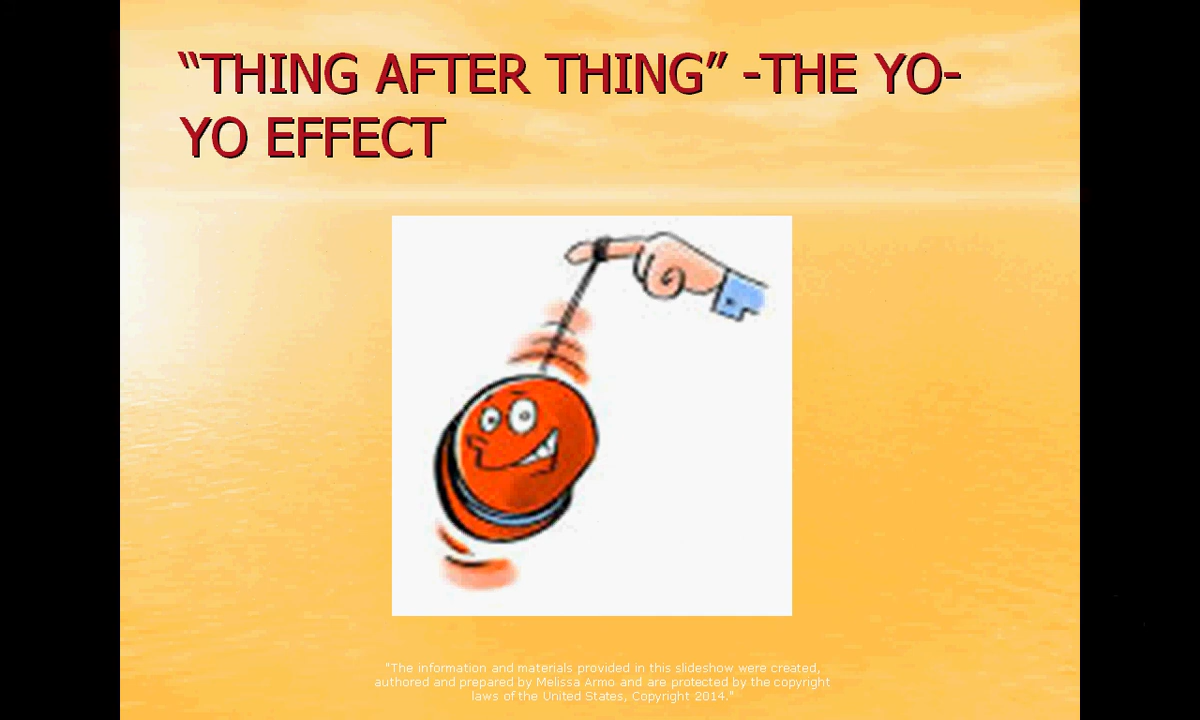 “THING AFTER THING” -THE YO-
YO EFFECT
"The information and materials provided in this slideshow were created,
authored and prepared by Melissa Armo and are protected by the copyright
laws of the United States, Copyright 2014."